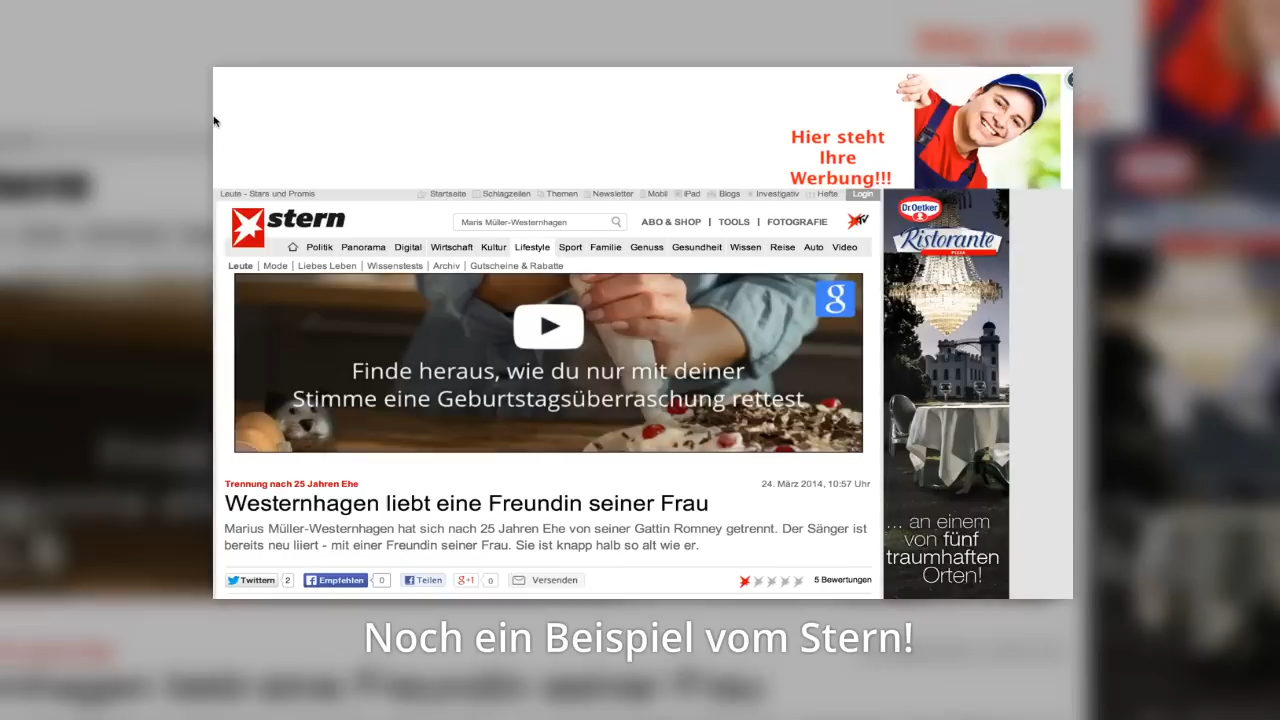 Hier steht
Ihre
Werbung!!!
Leute - Stars und Promis
Startseite Schlagzeilen Themen Newsletter Mobil iPad Blogs Investigativ Hefte Login
stern
Maris Müller-Westernhagen
ABO & SHOP | TOOLS | FOTOGRAFIE
TV
Politik Panorama Digital Wirtschaft Kultur Lifestyle Sport Familie Genuss Gesundheit Wissen Reise Auto Video
Leute | Mode | Liebes Leben | Wissenstests | Archiv | Gutscheine & Rabatte
g
Finde heraus, wie du nur mit deiner
Stimme eine Geburtstagsüberraschung rettest
Trennung nach 25 Jahren Ehe
24. März 2014, 10:57 Uhr
Westernhagen liebt eine Freundin seiner Frau
Marius Müller-Westernhagen hat sich nach 25 Jahren Ehe von seiner Gattin Romney getrennt. Der Sänger ist
bereits neu liiert - mit einer Freundin seiner Frau. Sie ist knapp halb so alt wie er.
Twittern 2 Empfehlen 0 Teilen g+1 0 Versenden
5 Bewertungen
Dr. Oetker
Ristorante
PIZZA
... an einem
von fünf
traumhaften
Orten!
Noch ein Beispiel vom Stern!